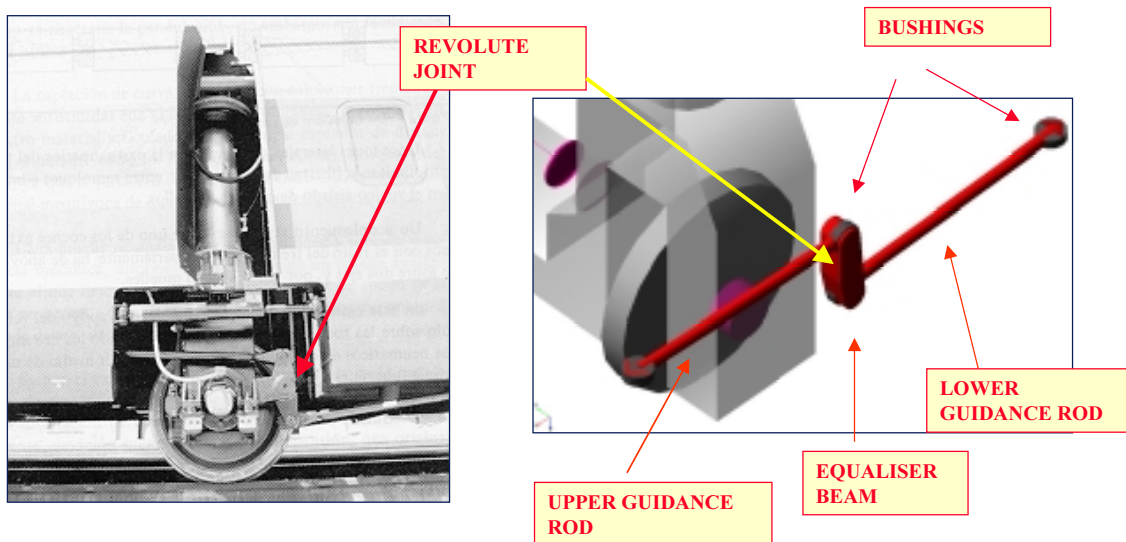 REVOLUTE
JOINT
BUSHINGS
LOWER
GUIDANCE ROD
EQUALISER
BEAM
UPPER GUIDANCE
ROD